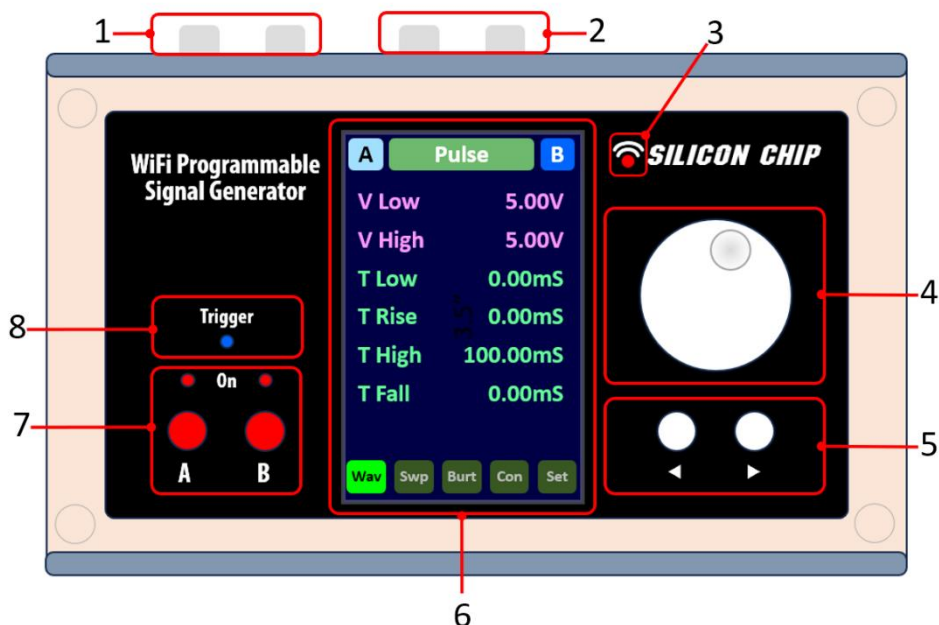 1
2
3
WiFi Programmable
Signal Generator
A Pulse B
SILICON CHIP
V Low 5.00V
V High 5.00V
T Low 0.00mS
T Rise 0.00mS
T High 100.00mS
T Fall 0.00mS
4
8
Trigger
On
7
A B
◀ ▶
5
Wav Swp Burt Con Set
6